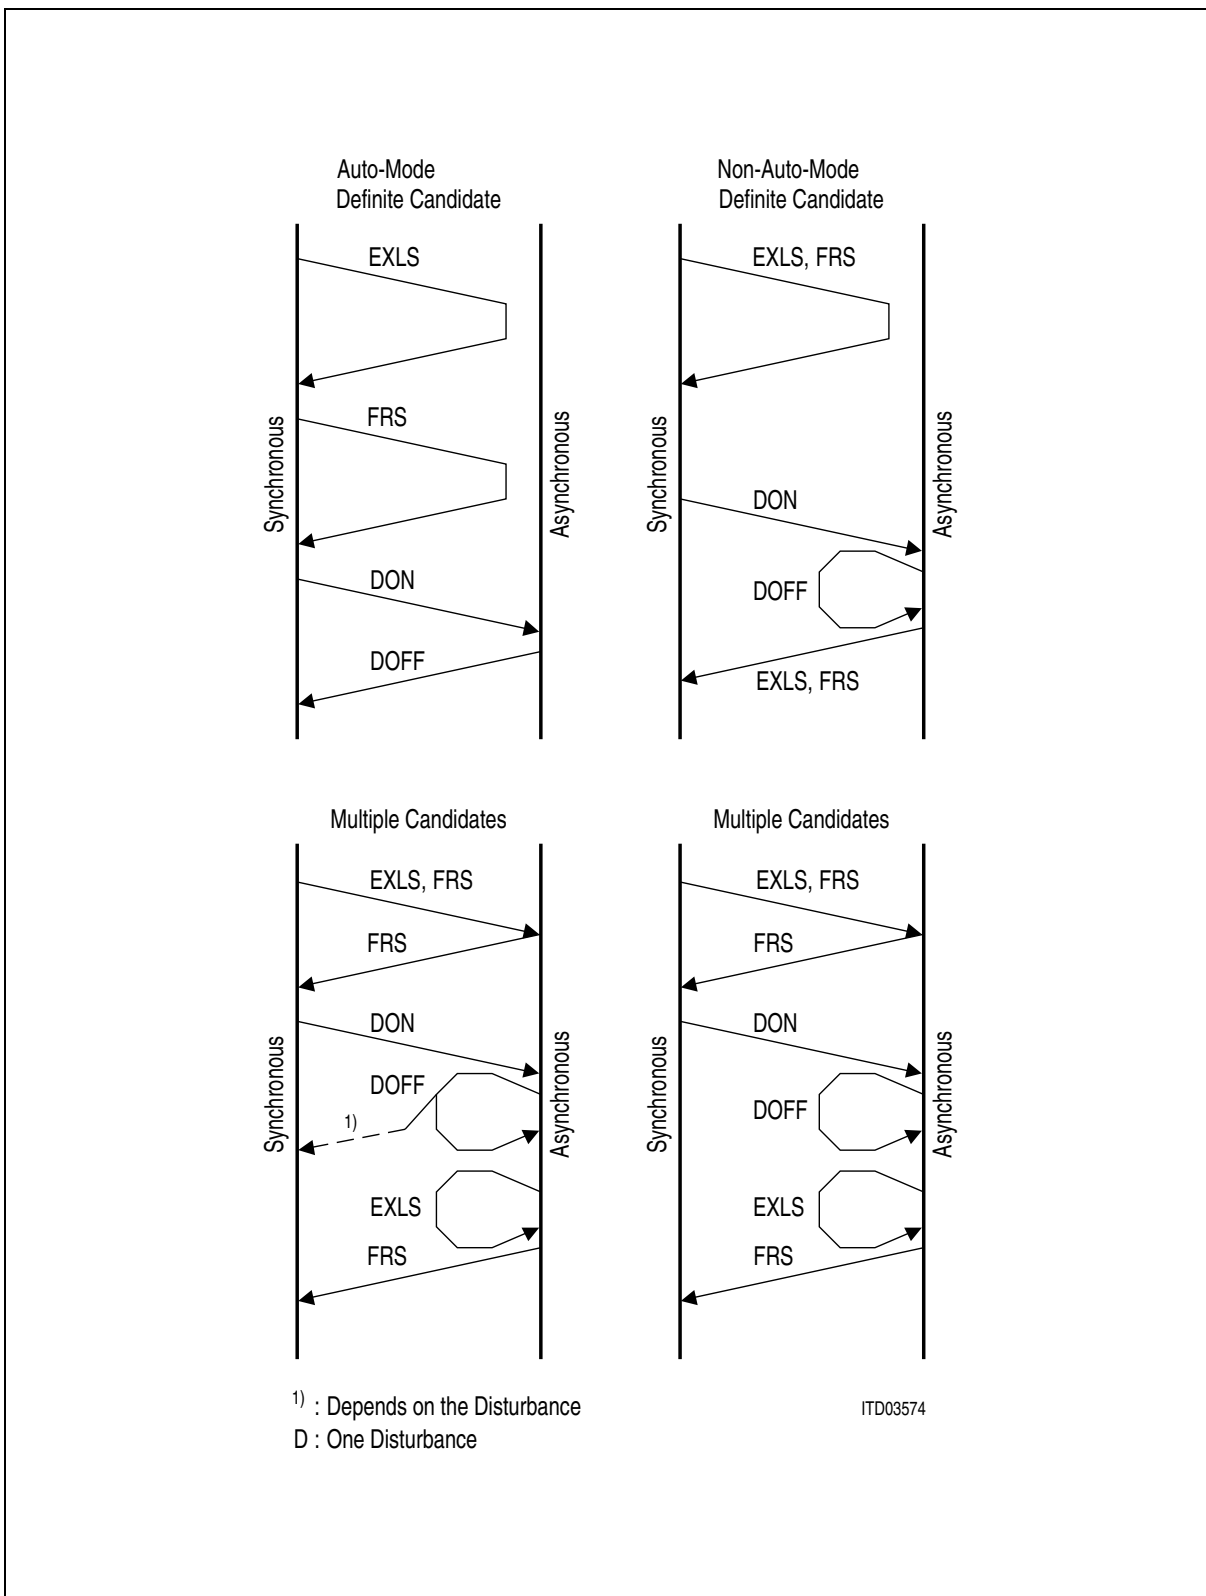 Auto-Mode
Definite Candidate
EXLS
FRS
DON
DOFF
Synchronous
Asynchronous
Non-Auto-Mode
Definite Candidate
EXLS, FRS
DON
DOFF
EXLS, FRS
Synchronous
Asynchronous
Multiple Candidates
EXLS, FRS
FRS
DON
DOFF
1)
EXLS
FRS
Synchronous
Asynchronous
Multiple Candidates
EXLS, FRS
FRS
DON
DOFF
EXLS
FRS
Synchronous
Asynchronous
1) : Depends on the Disturbance
D : One Disturbance
ITD03574